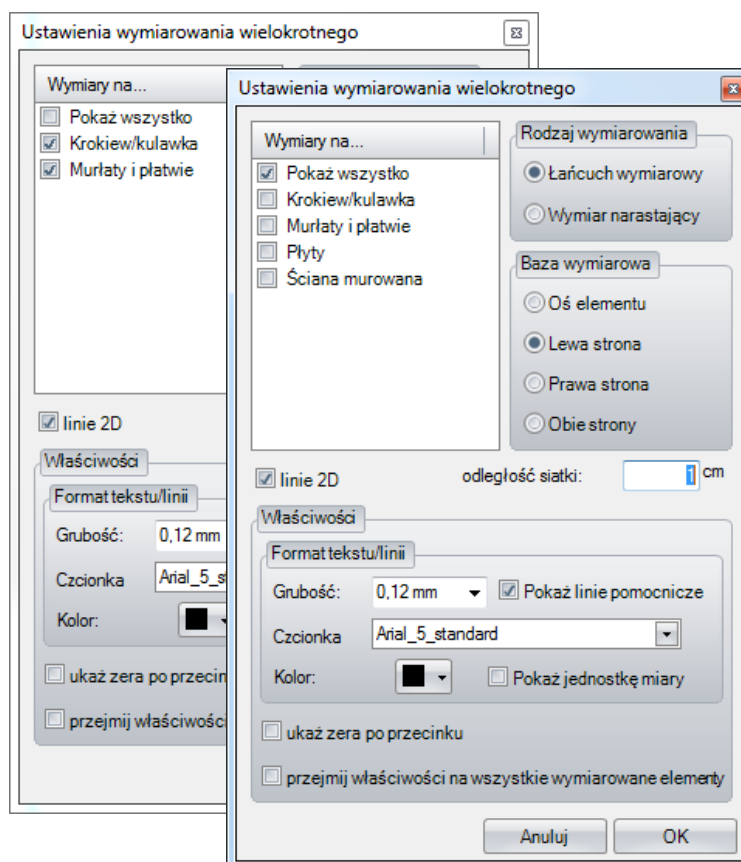 Ustawienia wymiarowania wielokrotnego
Wymiary na...
Pokaż wszystko
Krokiew/kulawka
Murłaty i płatwie
linie 2D
Właściwości
Format tekstu/linii
Grubość: 0,12 mm
Czcionka
Kolor:
ukaż zera po
przejmij
Ustawienia wymiarowania wielokrotnego
Wymiary na...
Pokaż wszystko
Krokiew/kulawka
Murłaty i płatwie
Płyty
Ściana murowana
Rodzaj wymiarowania
Łańcuch wymiarowy
Wymiar narastający
Baza wymiarowa
Oś elementu
Lewa strona
Prawa strona
Obie strony
linie 2D odległość siatki: 1 cm
Właściwości
Format tekstu/linii
Grubość: 0,12 mm Pokaż linie pomocnicze
Czcionka Arial_5_standard
Kolor: Pokaż jednostkę miary
ukaż zera po przecinku
przejmij właściwości na wszystkie wymiarowane elementy
Anuluj OK